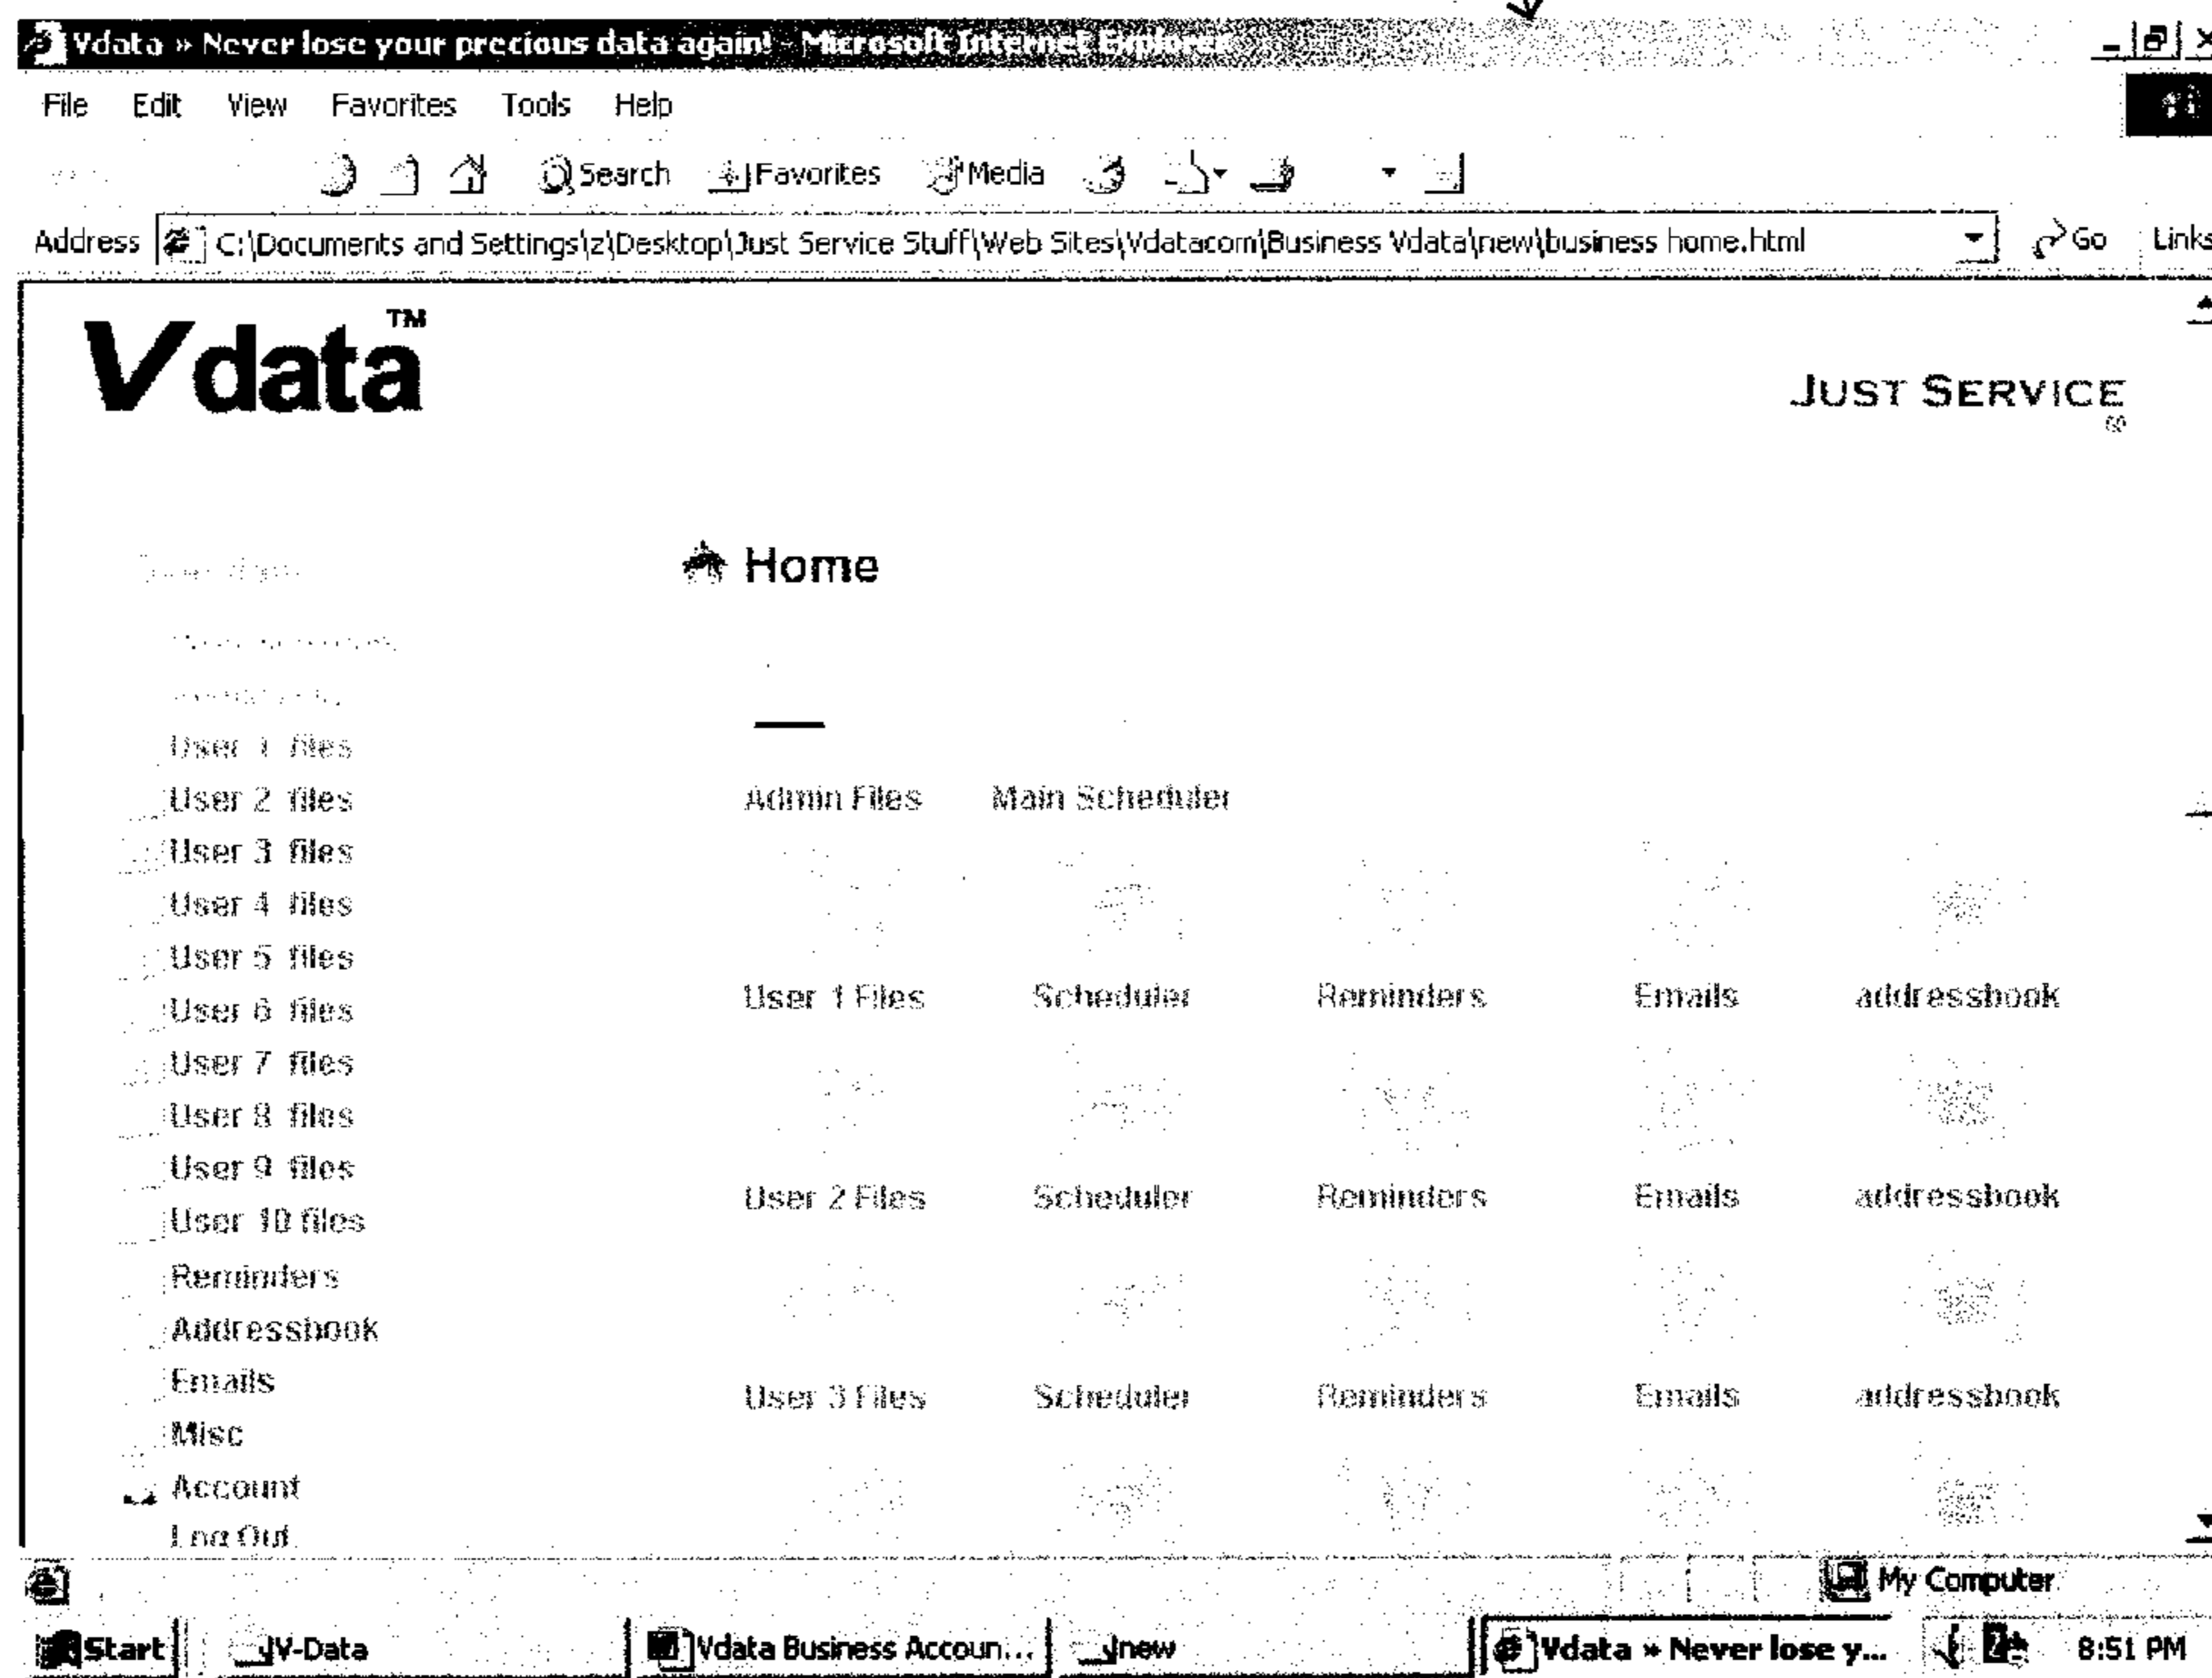 Vdata » Never lose your precious data again! - Microsoft Internet Explorer
File Edit View Favorites Tools Help
Search Favorites Media
Address C:\Documents and Settings\z\Desktop\Just Service Stuff\Web Sites\Vdatacom\Business Vdata\new\business home.html Go Links
Vdata™
JUST SERVICE
®
Home
User 1 files
User 2 files
Admin Files Main Scheduler
User 3 files
User 4 files
User 5 files
User 6 files
User 1 Files Scheduler Reminders Emails addressbook
User 7 files
User 8 files
User 9 files
User 2 Files Scheduler Reminders Emails addressbook
User 10 files
Reminders
Addressbook
Emails
User 3 Files Scheduler Reminders Emails addressbook
Misc
Account
Log Out
My Computer
Start V-Data Vdata Business Accoun... new Vdata » Never lose y... 8:51 PM